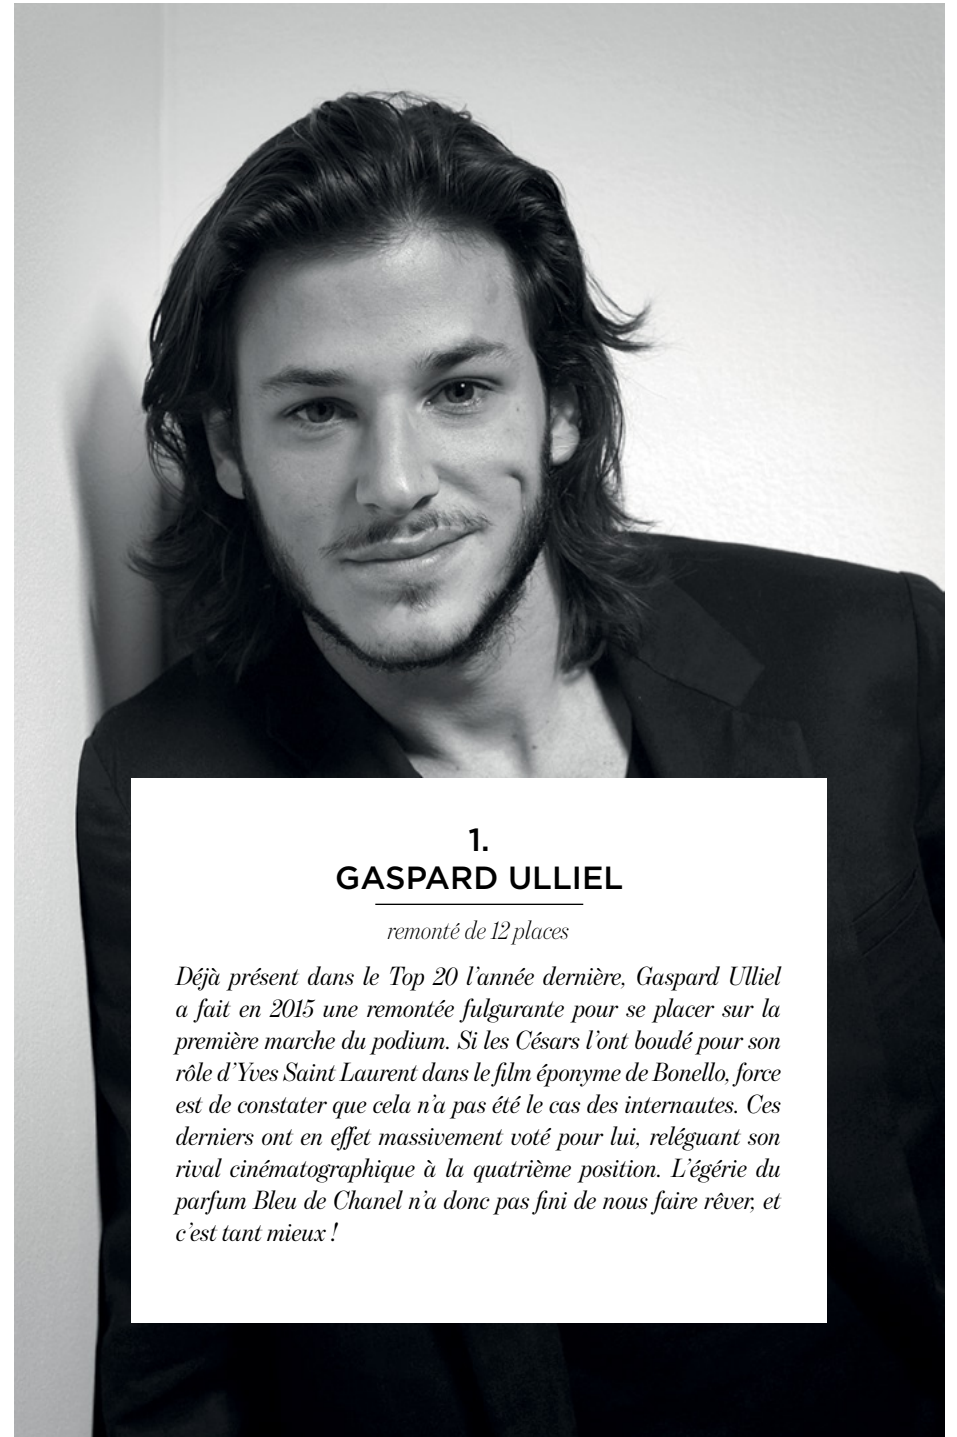 1.
GASPARD ULLIEL
remonté de 12 places
Déjà présent dans le Top 20 l’année dernière, Gaspard Ulliel
a fait en 2015 une remontée fulgurante pour se placer sur la
première marche du podium. Si les Césars l’ont boudé pour son
rôle d’Yves Saint Laurent dans le film éponyme de Bonello, force
est de constater que cela n’a pas été le cas des internautes. Ces
derniers ont en effet massivement voté pour lui, reléguant son
rival cinématographique à la quatrième position. L’égérie du
parfum Bleu de Chanel n’a donc pas fini de nous faire rêver, et
c’est tant mieux !